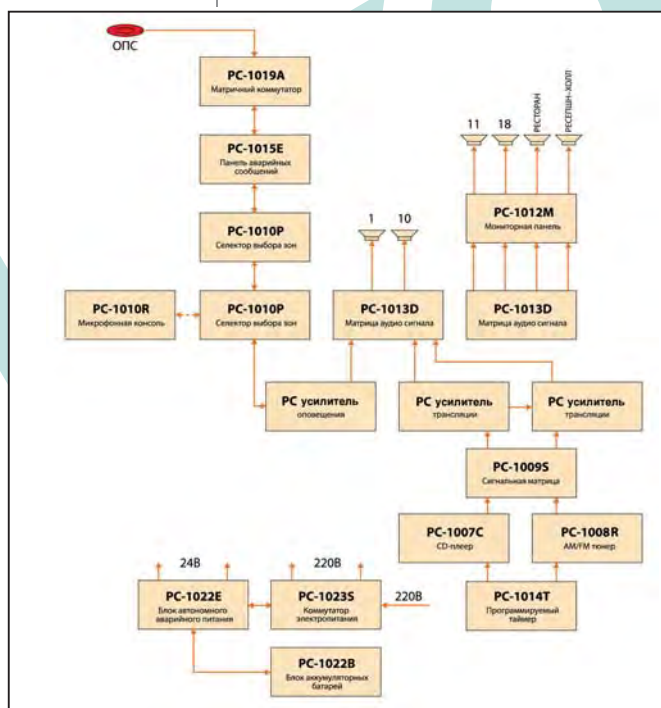 ОПС
PC-1019A
Матричный коммутатор
PC-1015E
Панель аварийных
сообщений
PC-1010P
Селектор выбора зон
PC-1010R
Микрофонная консоль
PC-1010P
Селектор выбора зон
11
18
РЕСТОРАН
РЕСЕПШН-ХОЛЛ
PC-1012M
Мониторная панель
1
10
PC-1013D
Матрица аудио сигнала
PC-1013D
Матрица аудио сигнала
PC усилитель
оповещения
PC усилитель
трансляции
PC усилитель
трансляции
PC-1009S
Сигнальная матрица
PC-1007C
CD-плеер
PC-1008R
AM/FM тюнер
PC-1014T
Программируемый
таймер
24В
220В
PC-1022E
Блок автономного
аварийного питания
PC-1023S
Коммутатор
электропитания
220В
PC-1022B
Блок аккумуляторных
батарей